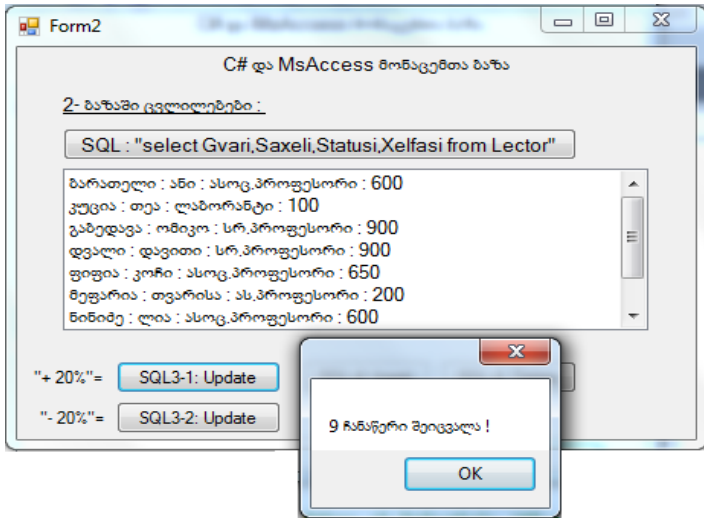 Form2
C# და MsAccess მონაცემთა ბაზა
2- ბაზაში ცვლილებები :
SQL : "select Gvari,Saxeli,Statusi,Xelfasi from Lector"
ბარათელი : ანი : ასოც.პროფესორი : 600
კუცია : თეა : ლაბორანტი : 100
გაბედავა : ომიკო : სრ.პროფესორი : 900
დვალი : დავითი : სრ.პროფესორი : 900
ფიფია : კოჩი : ასოც.პროფესორი : 650
მეფარია : თვარისა : ას.პროფესორი : 200
ნინიძე : ლია : ასოც.პროფესორი : 600
"+ 20%"= SQL3-1: Update
"- 20%"= SQL3-2: Update
9 ჩანაწერი შეიცვალა !
OK